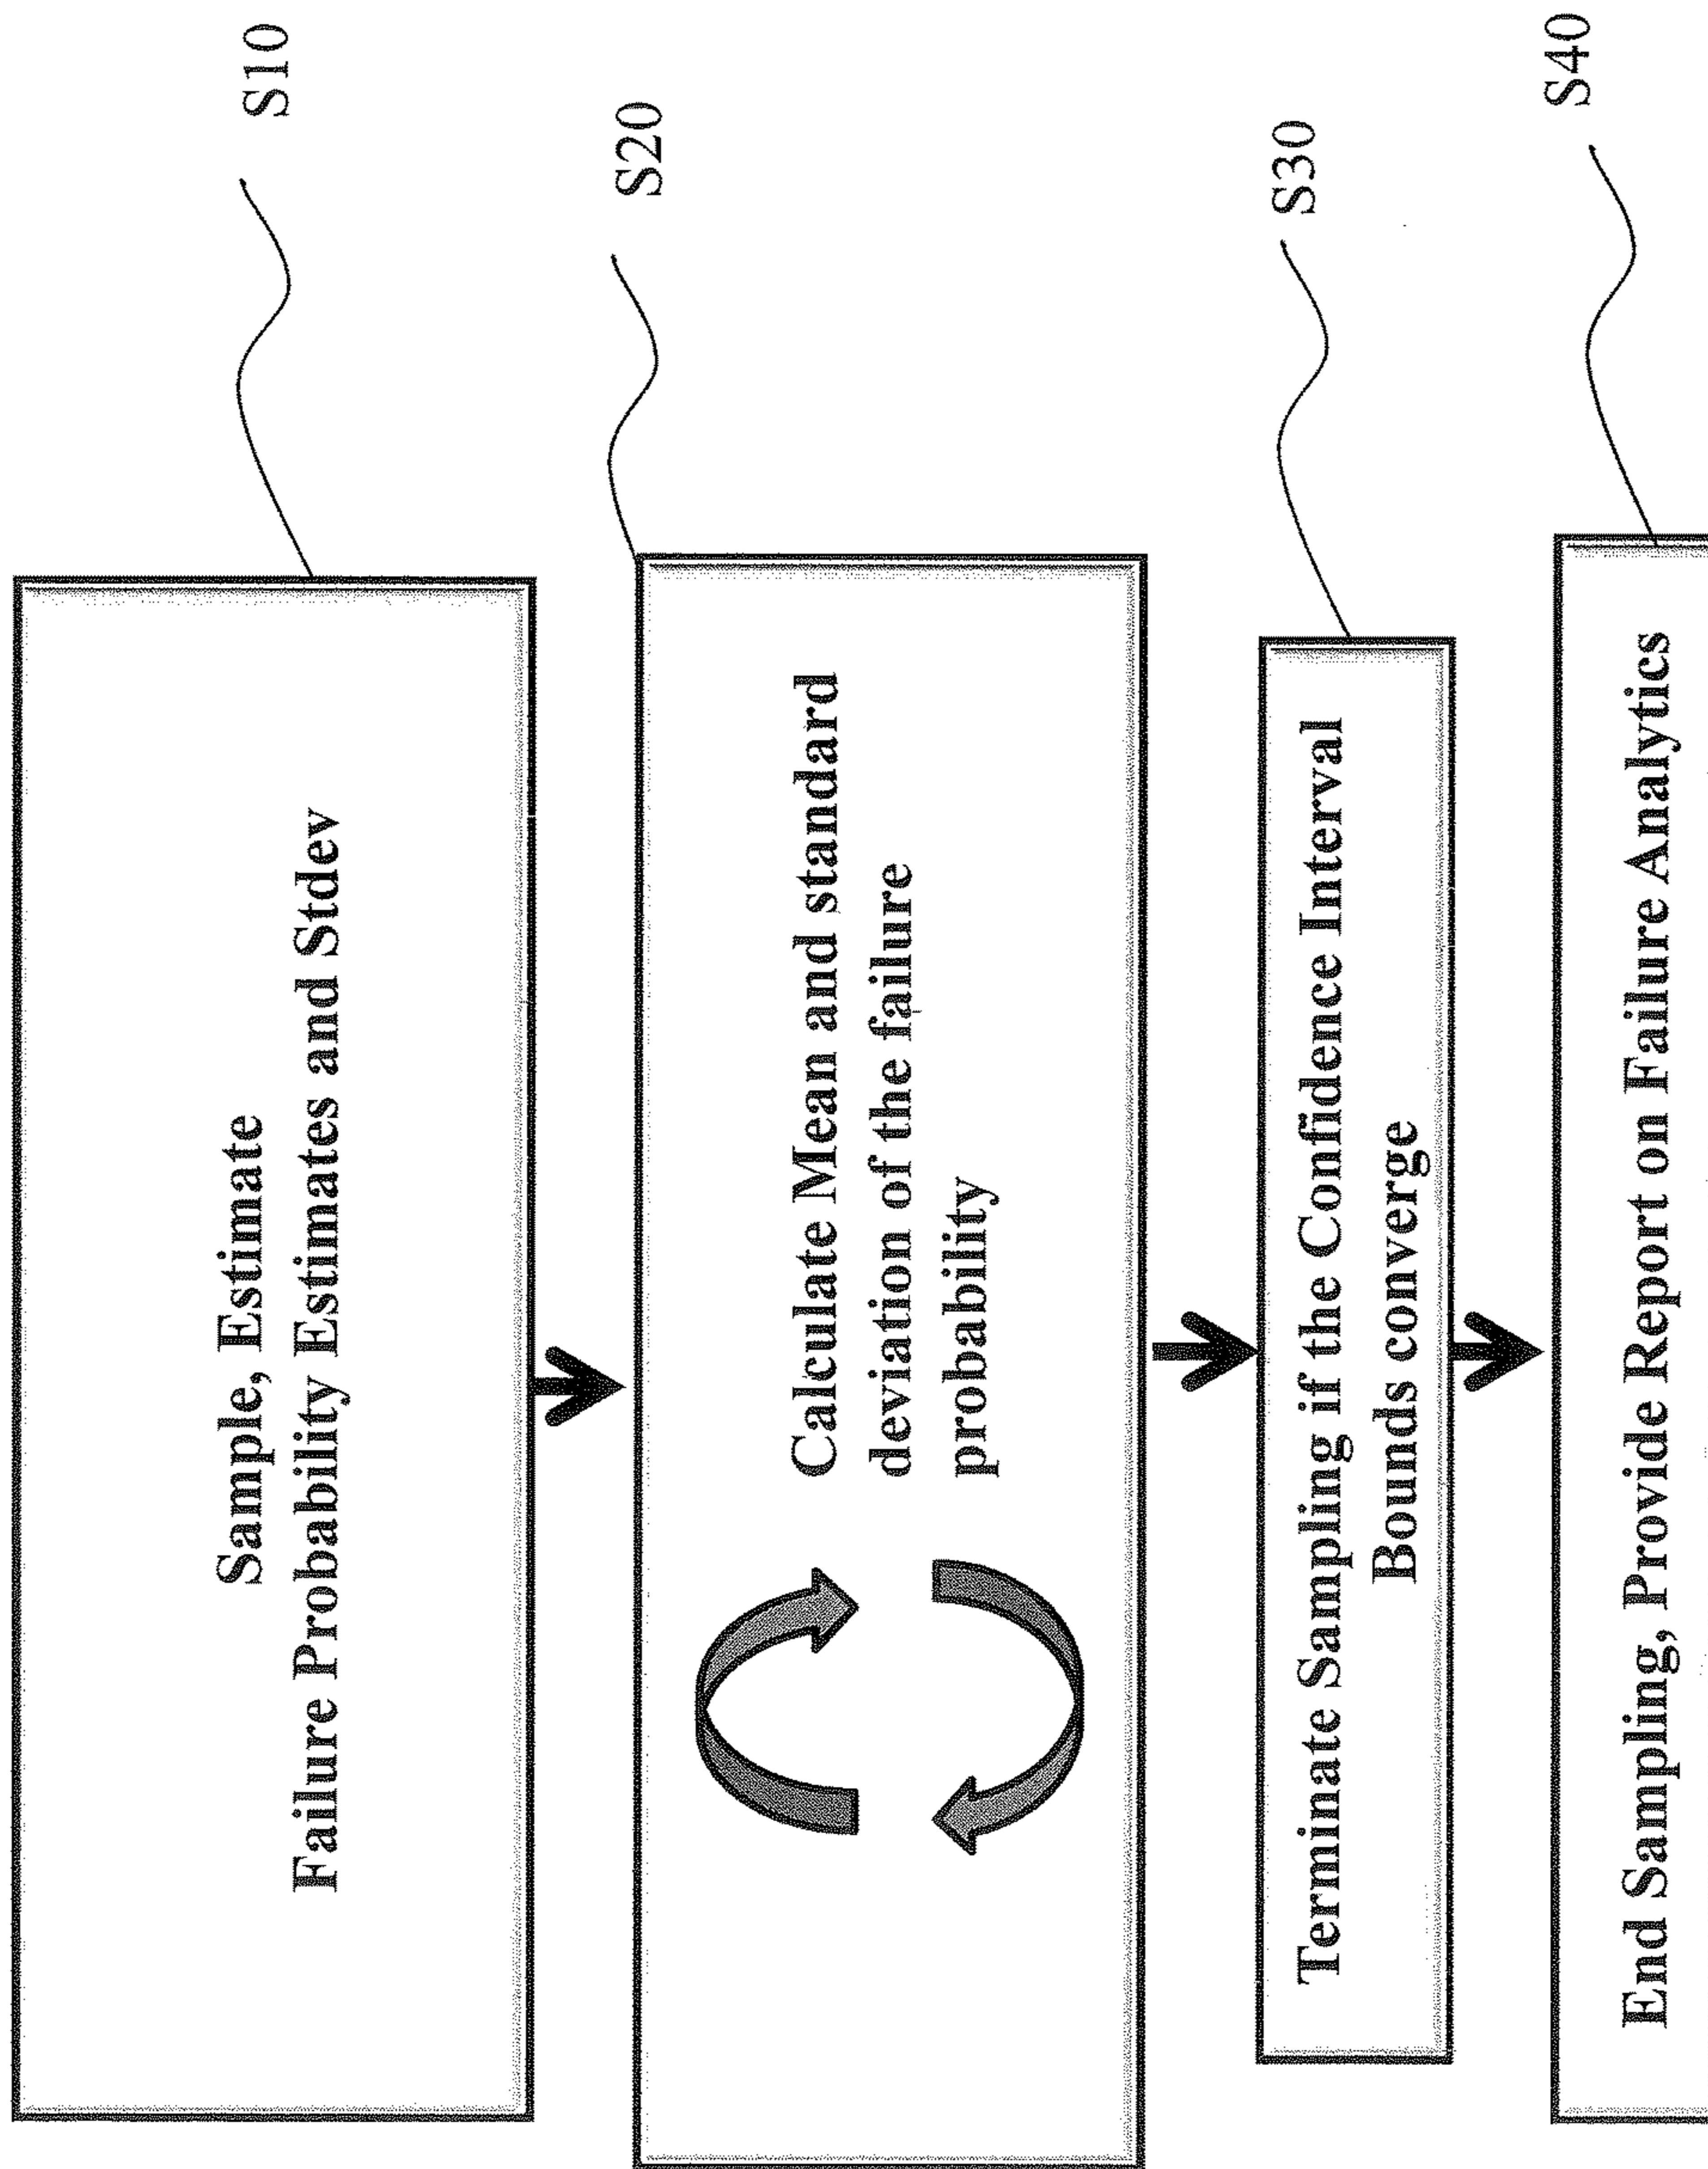 Sample, Estimate
Failure Probability Estimates and Stdev
S10
Calculate Mean and standard
deviation of the failure
probability
S20
Terminate Sampling if the Confidence Interval
Bounds converge
S30
End Sampling, Provide Report on Failure Analytics
S40